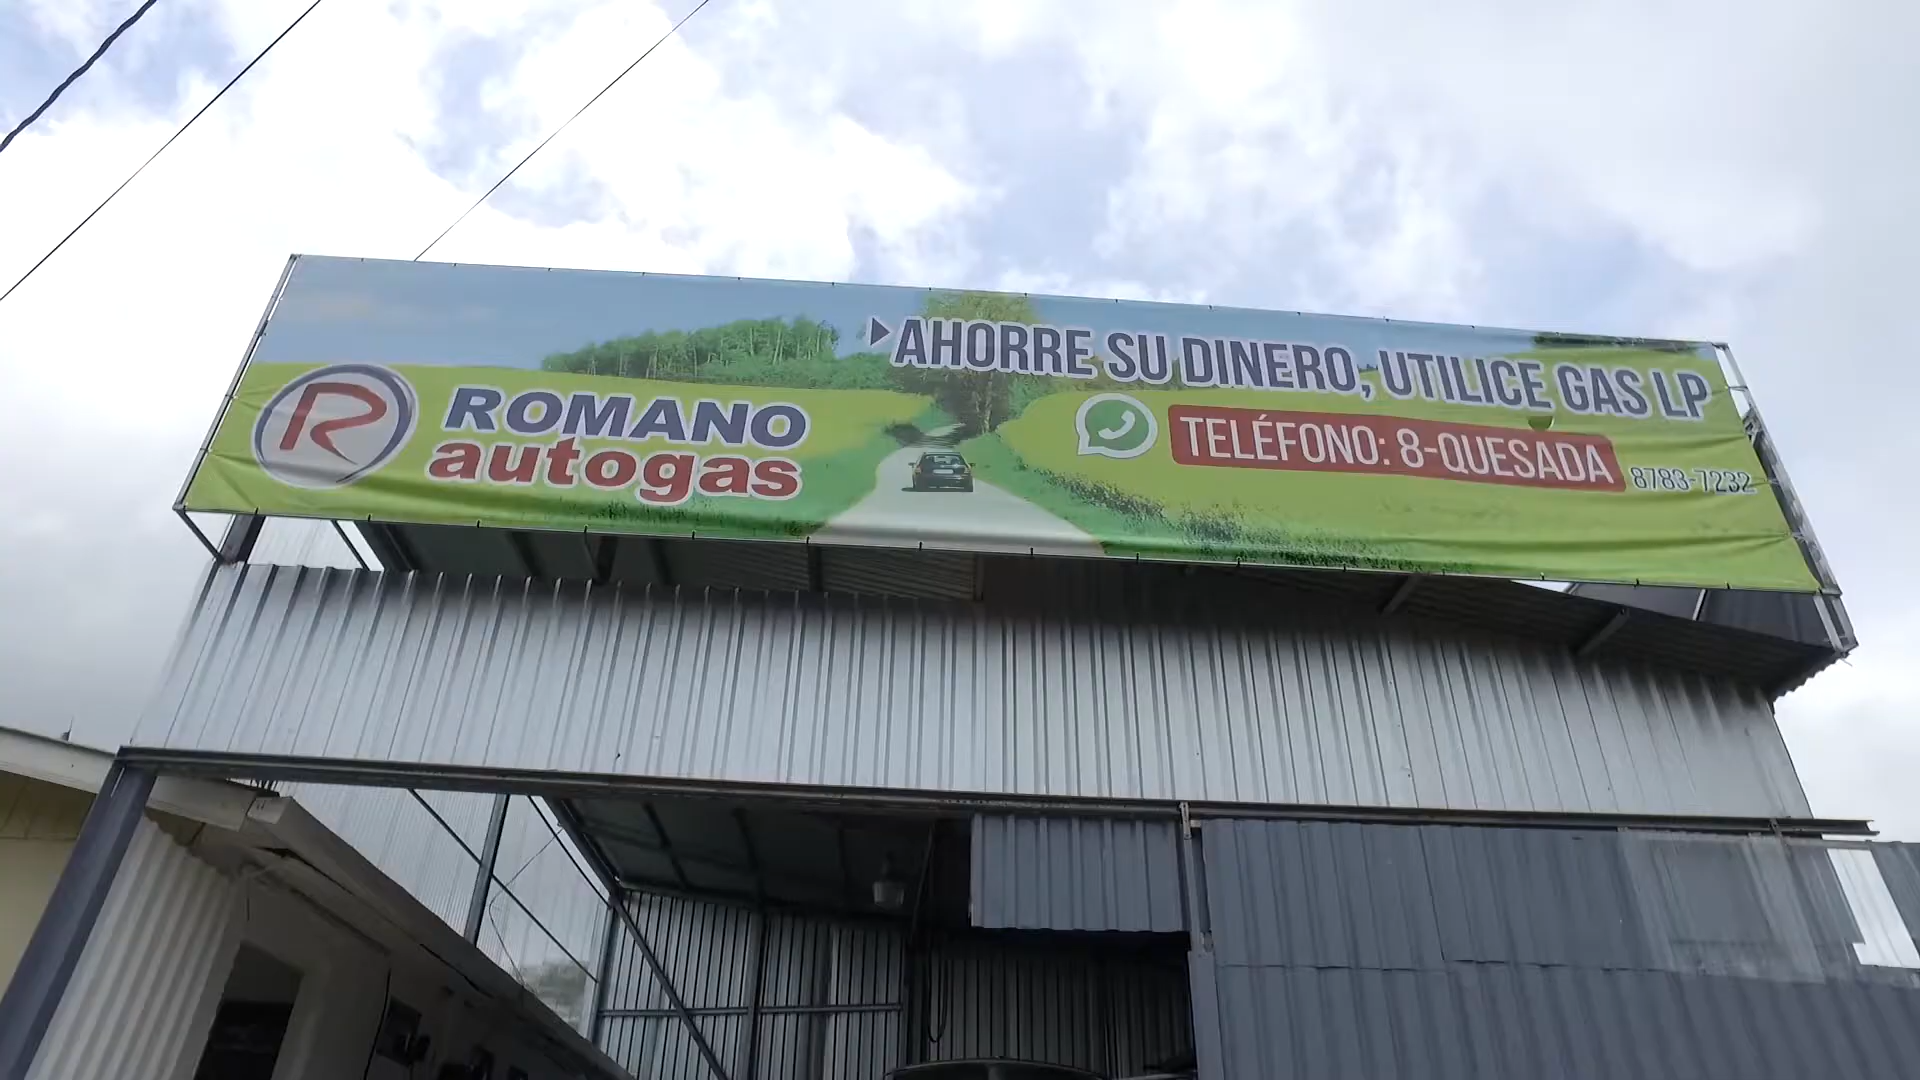 R
ROMANO
autogas
AHORRE SU DINERO, UTILICE GAS LP
TELÉFONO: 8-QUESADA 8783-7232